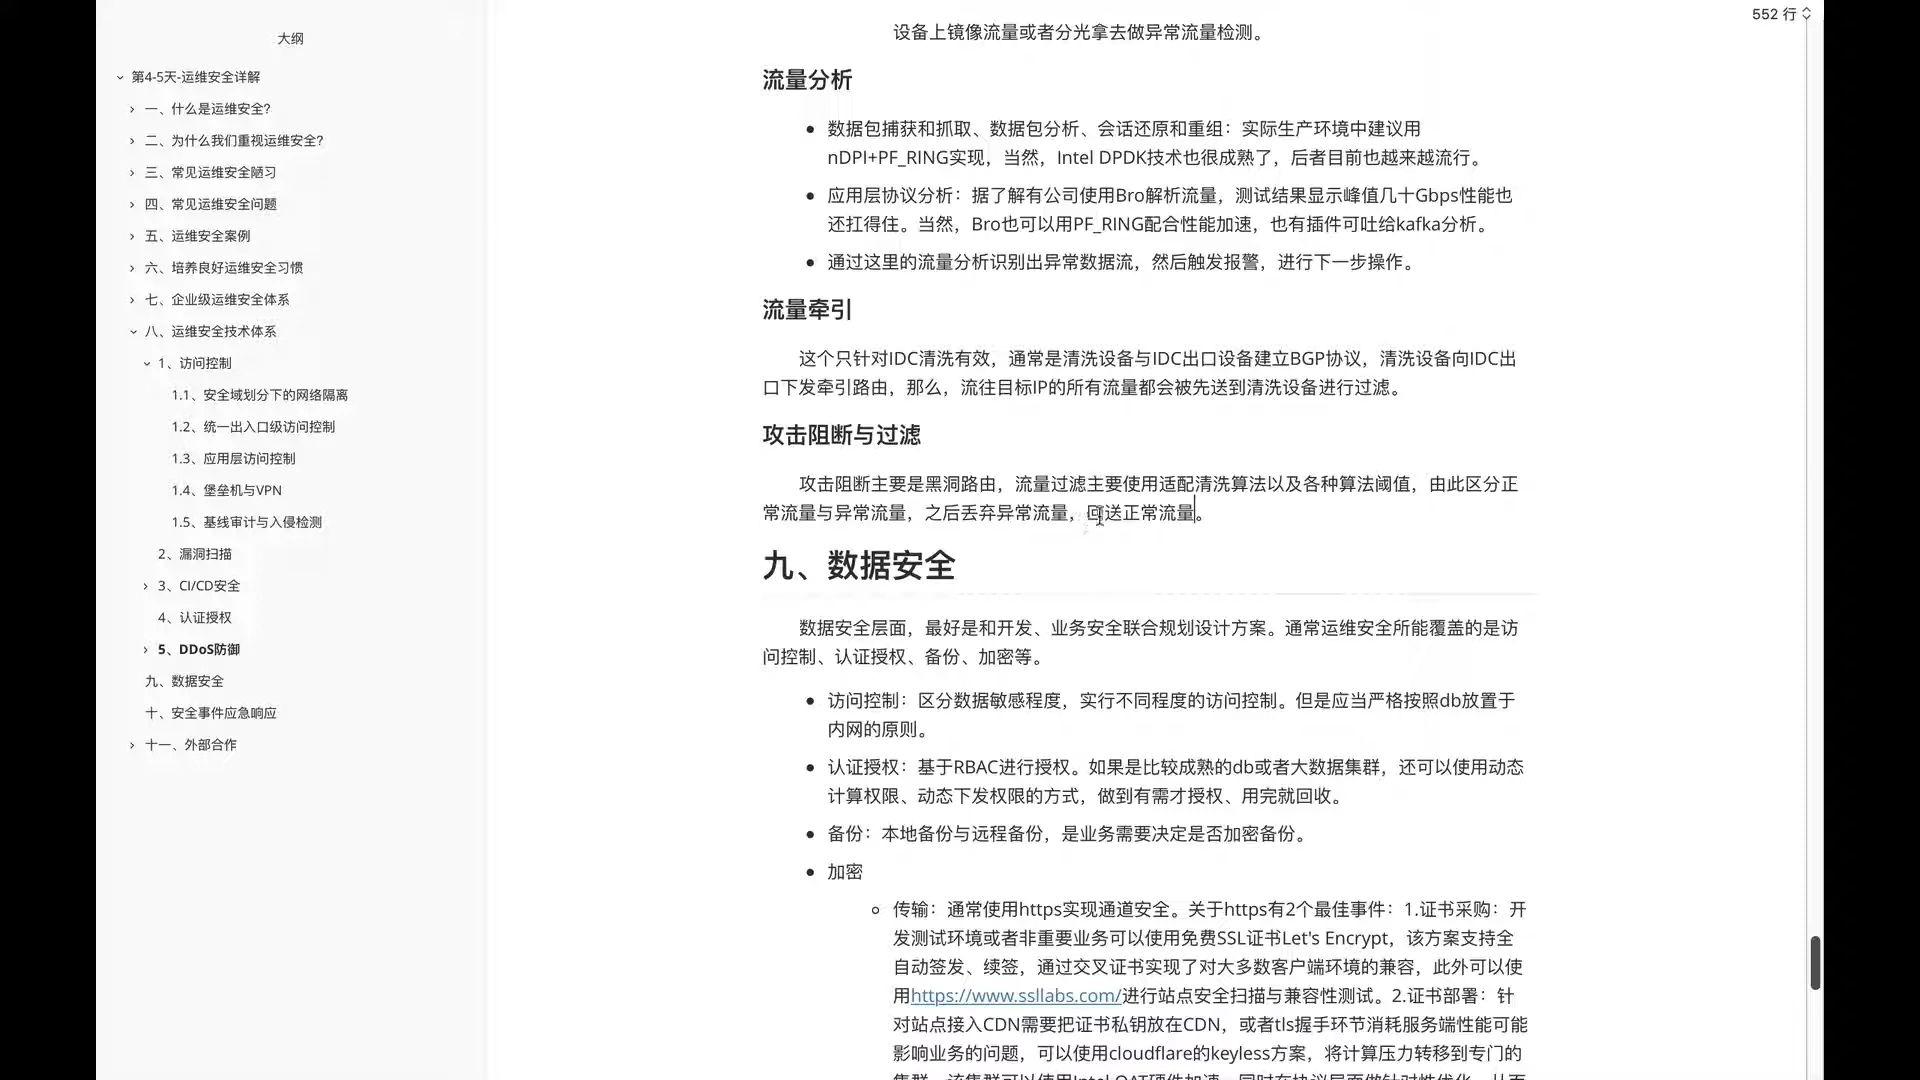 552 行
大纲
第4-5天-运维安全详解
一、什么是运维安全?
二、为什么我们重视运维安全?
三、常见运维安全陋习
四、常见运维安全问题
五、运维安全案例
六、培养良好运维安全习惯
七、企业级运维安全体系
八、运维安全技术体系
1、访问控制
1.1、安全域划分下的网络隔离
1.2、统一出入口级访问控制
1.3、应用层访问控制
1.4、堡垒机与VPN
1.5、基线审计与入侵检测
2、漏洞扫描
3、CI/CD安全
4、认证授权
5、DDoS防御
九、数据安全
十、安全事件应急响应
十一、外部合作
设备上镜像流量或者分光拿去做异常流量检测。
流量分析
数据包捕获和抓取、数据包分析、会话还原和重组：实际生产环境中建议用
nDPI+PF_RING实现，当然，Intel DPDK技术也很成熟了，后者目前也越来越流行。
应用层协议分析：据了解有公司使用Bro解析流量，测试结果显示峰值几十Gbps性能也
还扛得住。当然，Bro也可以用PF_RING配合性能加速，也有插件可吐给kafka分析。
通过这里的流量分析识别出异常数据流，然后触发报警，进行下一步操作。
流量牵引
这个只针对IDC清洗有效，通常是清洗设备与IDC出口设备建立BGP协议，清洗设备向IDC出
口下发牵引路由，那么，流往目标IP的所有流量都会被先送到清洗设备进行过滤。
攻击阻断与过滤
攻击阻断主要是黑洞路由，流量过滤主要使用适配清洗算法以及各种算法阈值，由此区分正
常流量与异常流量，之后丢弃异常流量，回送正常流量。
九、数据安全
数据安全层面，最好是和开发、业务安全联合规划设计方案。通常运维安全所能覆盖的是访
问控制、认证授权、备份、加密等。
访问控制：区分数据敏感程度，实行不同程度的访问控制。但是应当严格按照db放置于
内网的原则。
认证授权：基于RBAC进行授权。如果是比较成熟的db或者大数据集群，还可以使用动态
计算权限、动态下发权限的方式，做到有需才授权、用完就回收。
备份：本地备份与远程备份，是业务需要决定是否加密备份。
加密
传输：通常使用https实现通道安全。关于https有2个最佳事件：1.证书采购：开
发测试环境或者非重要业务可以使用免费SSL证书Let's Encrypt，该方案支持全
自动签发、续签，通过交叉证书实现了对大多数客户端环境的兼容，此外可以使
用https://www.ssllabs.com/进行站点安全扫描与兼容性测试。2.证书部署：针
对站点接入CDN需要把证书私钥放在CDN，或者tls握手环节消耗服务端性能可能
影响业务的问题，可以使用cloudflare的keyless方案，将计算压力转移到专门的